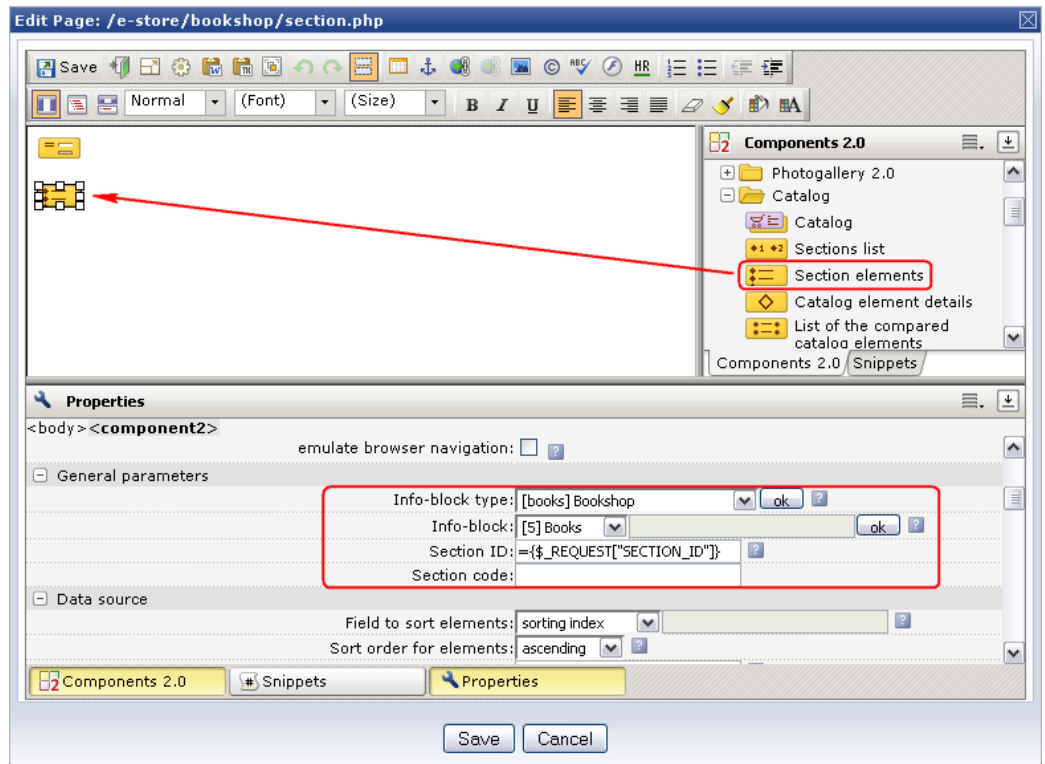 Edit Page: /e-store/bookshop/section.php
Save
ABC
HR
Normal (Font) (Size) B I U A
Components 2.0
Photogallery 2.0
Catalog
Catalog
Sections list
Section elements
Catalog element details
List of the compared
catalog elements
Components 2.0 Snippets
Properties
<body><component2>
emulate browser navigation: ?
General parameters
Info-block type: [books] Bookshop ok ?
Info-block: [5] Books ok ?
Section ID: ={$_REQUEST["SECTION_ID"]} ?
Section code:
Data source
Field to sort elements: sorting index ?
Sort order for elements: ascending ?
Components 2.0 Snippets Properties
Save Cancel